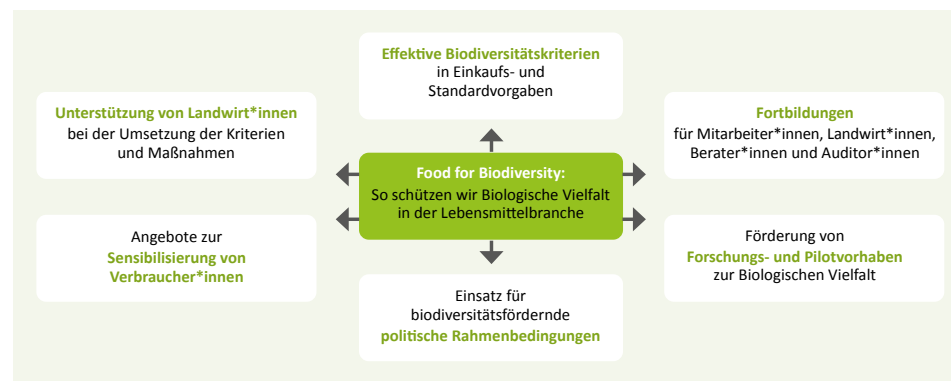 Effektive Biodiversitätskriterien
in Einkaufs- und
Standardvorgaben
Unterstützung von Landwirt*innen
bei der Umsetzung der Kriterien
und Maßnahmen
Fortbildungen
für Mitarbeiter*innen, Landwirt*innen,
Berater*innen und Auditor*innen
Food for Biodiversity:
So schützen wir Biologische Vielfalt
in der Lebensmittelbranche
Angebote zur
Sensibilisierung von
Verbraucher*innen
Förderung von
Forschungs- und Pilotvorhaben
zur Biologischen Vielfalt
Einsatz für
biodiversitätsfördernde
politische Rahmenbedingungen